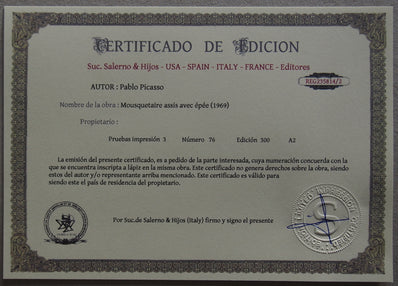 CERTIFICADO DE EDICION
Suc. Salerno & Hijos - USA - SPAIN - ITALY - FRANCE - Editores
REG235814/2
AUTOR : Pablo Picasso
Nombre de la obra : Mousquetaire assis avec épée (1969)
Propietario :
Pruebas impresión 3 Número 76 Edición 300 A2
La emisión del presente certificado, es a pedido de la parte interesada, cuya numeración concuerda con la
que se encuentra inscripta a lápiz en la misma obra. Este certificado no genera derechos sobre la obra, siendo
estos del autor y/o representante arriba mencionado. Este certificado es válido para
siendo este el país de residencia del propietario.
Por Suc.de Salerno & Hijos (Italy) firmo y signo el presente